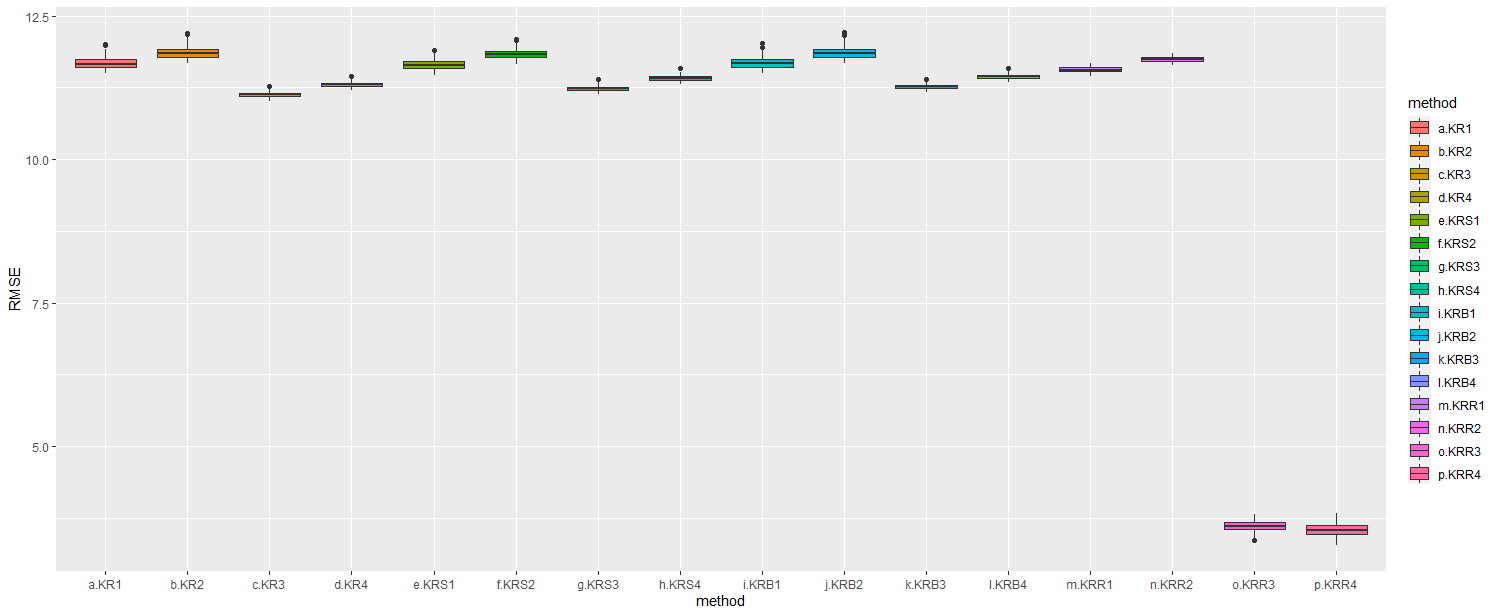 12.5
10.0
7.5
5.0
RMSE
a.KR1 b.KR2 c.KR3 d.KR4 e.KRS1 f.KRS2 g.KRS3 h.KRS4 i.KRB1 j.KRB2 k.KRB3 l.KRB4 m.KRR1 n.KRR2 o.KRR3 p.KRR4
method
method
a.KR1
b.KR2
c.KR3
d.KR4
e.KRS1
f.KRS2
g.KRS3
h.KRS4
i.KRB1
j.KRB2
k.KRB3
l.KRB4
m.KRR1
n.KRR2
o.KRR3
p.KRR4